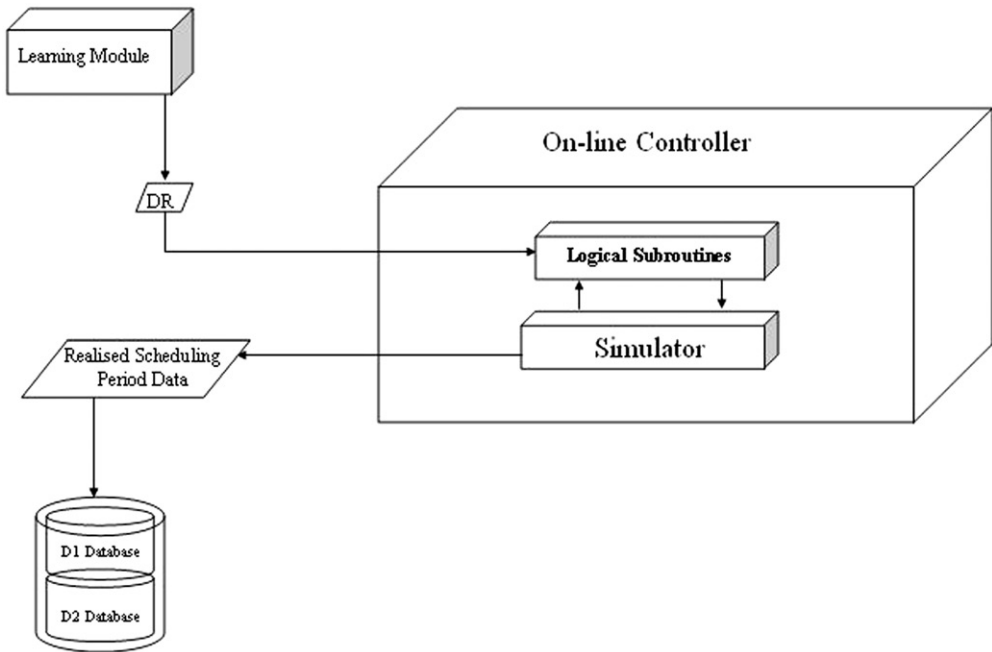 Learning Module
On-line Controller
DR
Logical Subroutines
Simulator
Realised Scheduling
Period Data
D1 Database
D2 Database